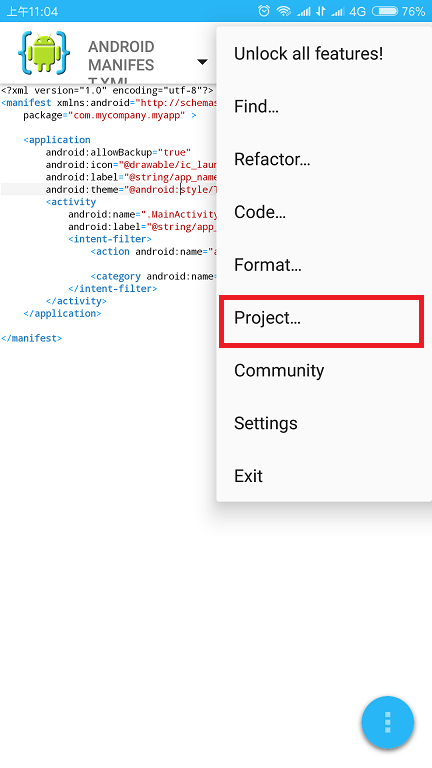 上午11:04
4G
76%
ANDROID
MANIFES
T.XML
<?xml version="1.0" encoding="utf-8"?>
<manifest xmlns:android="http://schemas
package="com.mycompany.myapp" >
<application
android:allowBackup="true"
android:icon="@drawable/ic_laun
android:label="@string/app_name
android:theme="@android:style/T
<activity
android:name=".MainActivity
android:label="@string/app_
<intent-filter>
<action android:name="a
<category android:name=
</intent-filter>
</activity>
</application>
</manifest>
Unlock all features!
Find...
Refactor...
Code...
Format...
Project...
Community
Settings
Exit